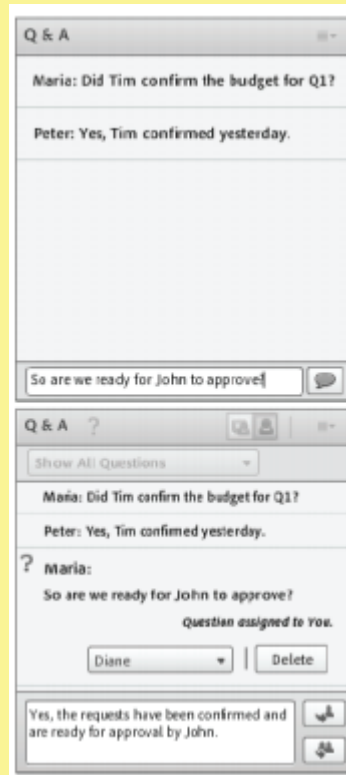 Q & A
Maria: Did Tim confirm the budget for Q1?
Peter: Yes, Tim confirmed yesterday.
So are we ready for John to approve?
Q & A ?
Show All Questions
Maria: Did Tim confirm the budget for Q1?
Peter: Yes, Tim confirmed yesterday.
? Maria:
So are we ready for John to approve?
Question assigned to You.
Diane | Delete
Yes, the requests have been confirmed and
are ready for approval by John.